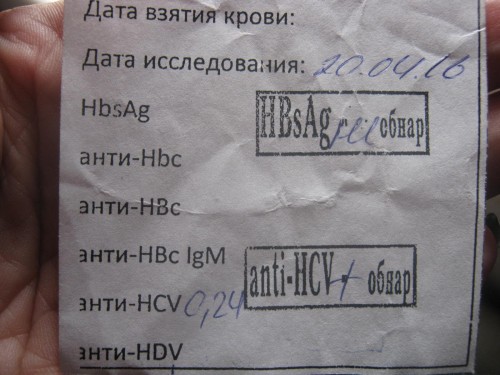 Дата взятия крови:
Дата исследования: 20.04.16
HbsAg
HBsAg обнар
анти-Hbc
анти-HBc
анти-HBc IgM
anti-HCV + обнар
анти-HCV 0,24
анти-HDV